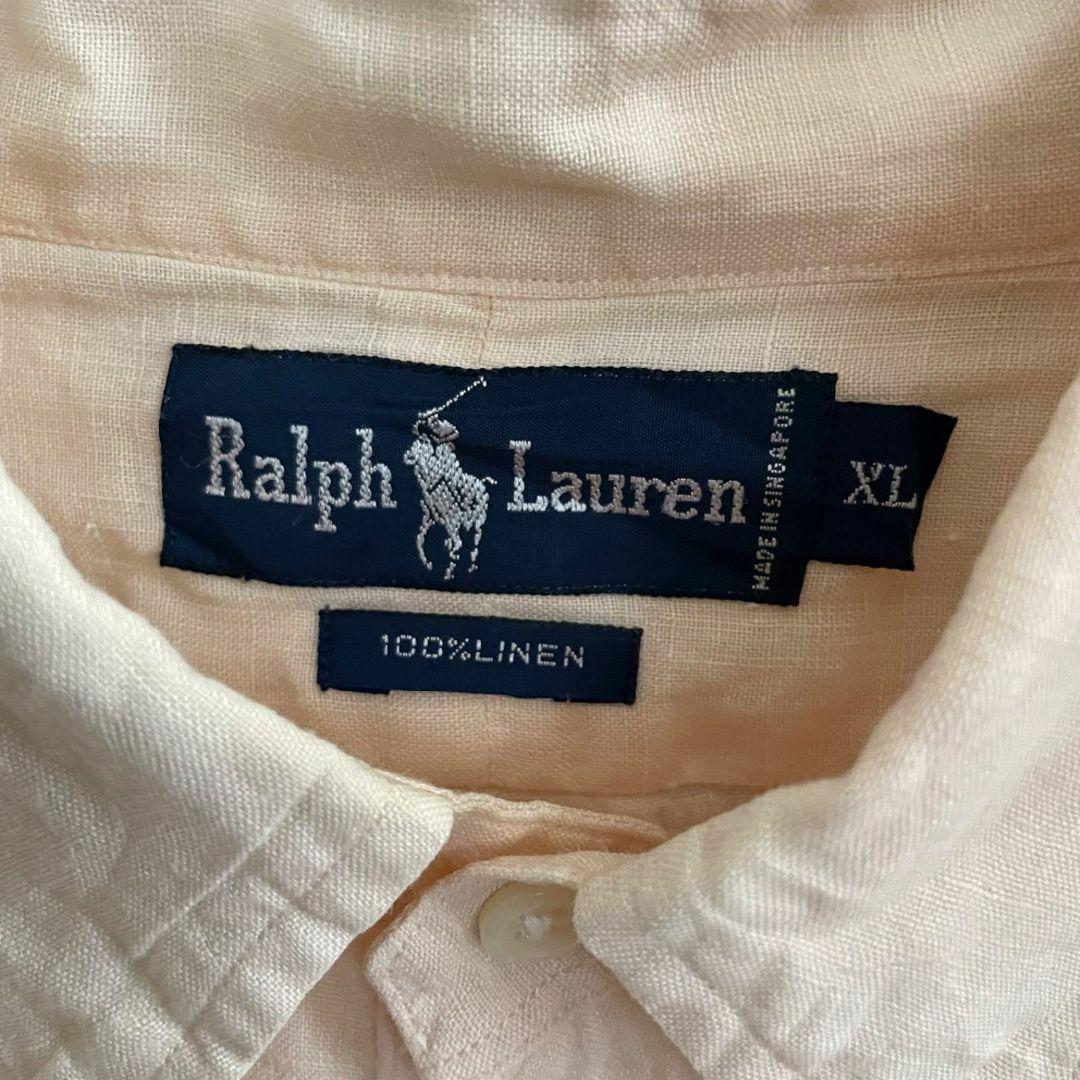 Ralph Lauren
MADE IN SINGAPORE
XL
100%LINEN